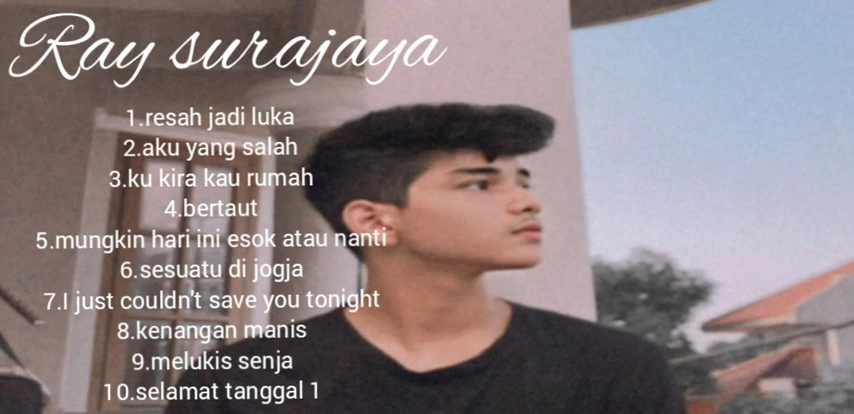 Ray surajaya
1.resah jadi luka
2.aku yang salah
3.ku kira kau rumah
4.bertaut
5.mungkin hari ini esok atau nanti
6.sesuatu di jogja
7.I just couldn't save you tonight
8.kenangan manis
9.melukis senja
10.selamat tanggal 1